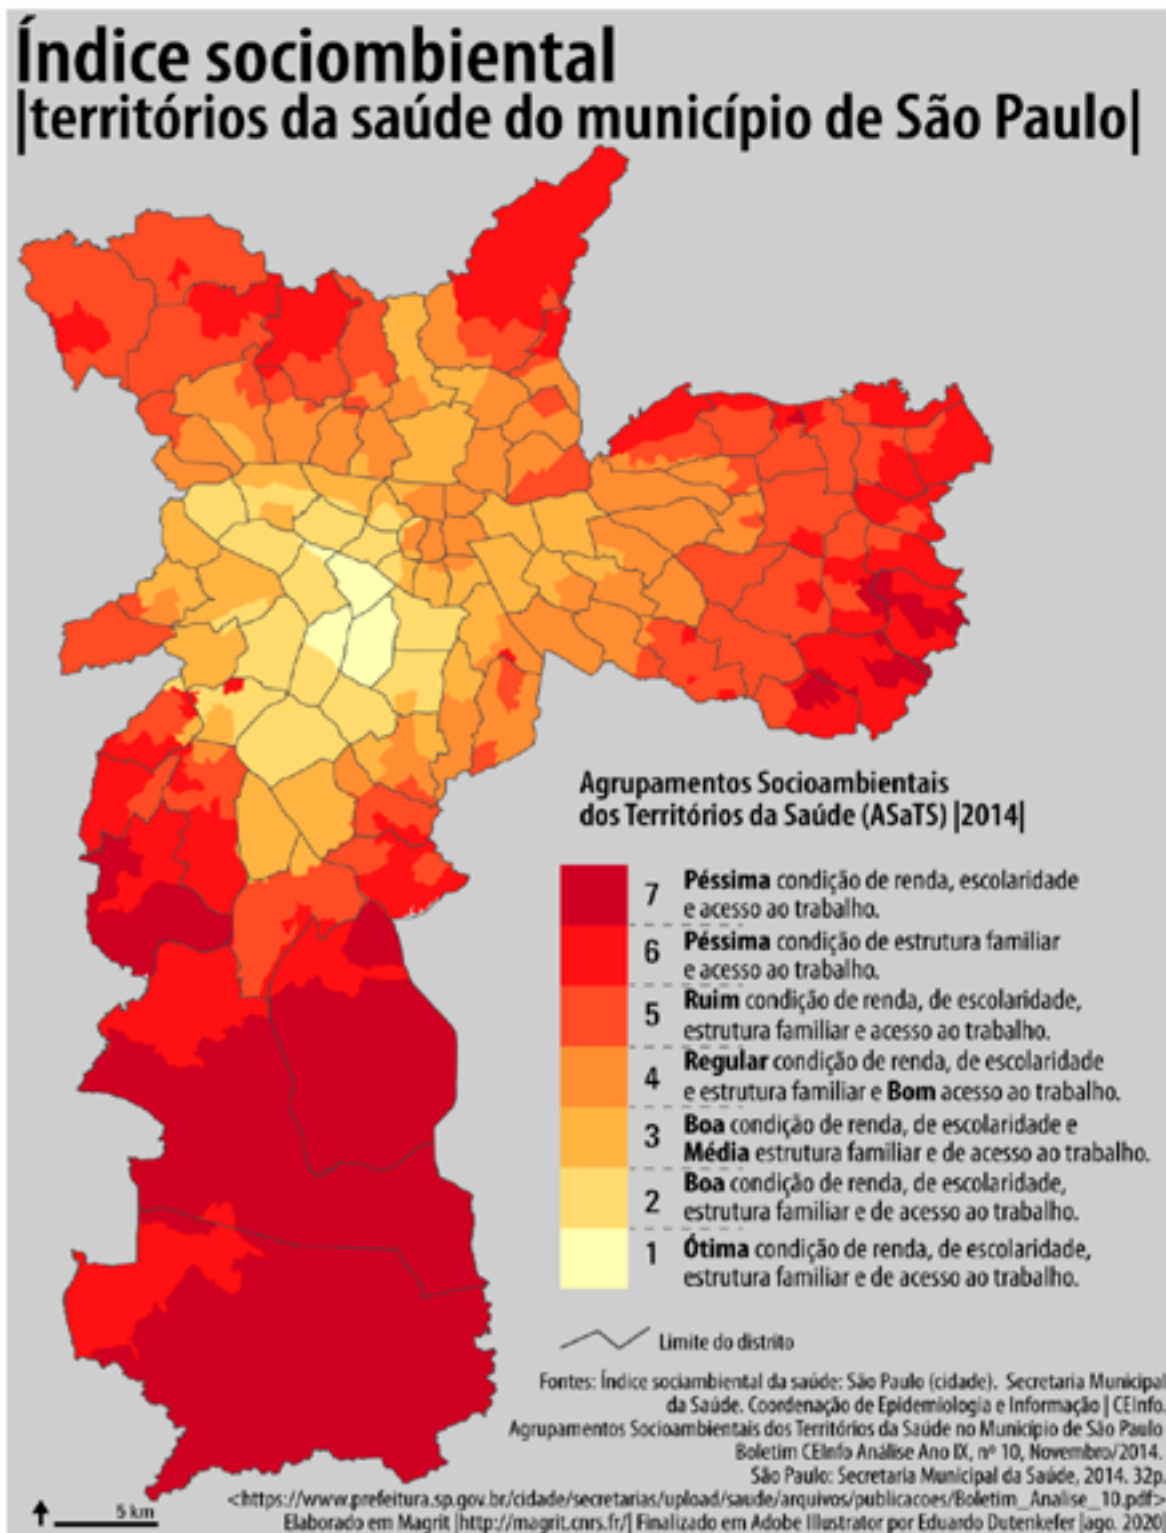 Índice sociombiental
|territórios da saúde do município de São Paulo|
Agrupamentos Socioambientais
dos Territórios da Saúde (ASaTS) |2014|
7 Péssima condição de renda, escolaridade
e acesso ao trabalho.
6 Péssima condição de estrutura familiar
e acesso ao trabalho.
5 Ruim condição de renda, de escolaridade,
estrutura familiar e acesso ao trabalho.
4 Regular condição de renda, de escolaridade
e estrutura familiar e Bom acesso ao trabalho.
3 Boa condição de renda, de escolaridade e
Média estrutura familiar e de acesso ao trabalho.
2 Boa condição de renda, de escolaridade,
estrutura familiar e de acesso ao trabalho.
1 Ótima condição de renda, de escolaridade,
estrutura familiar e de acesso ao trabalho.
Limite do distrito
Fontes: Índice sociambiental da saúde: São Paulo (cidade). Secretaria Municipal
da Saúde. Coordenação de Epidemiologia e Informação | CEInfo.
Agrupamentos Socioambientais dos Territórios da Saúde no Município de São Paulo
Boletim CEInfo Análise Ano IX, nº 10, Novembro/2014.
São Paulo: Secretaria Municipal da Saúde, 2014. 32p.
<https://www.prefeitura.sp.gov.br/cidade/secretarias/upload/saude/arquivos/publicacoes/Boletim_Analise_10.pdf>
5 km
Elaborado em Magrit |http://magrit.cnrs.fr/| Finalizado em Adobe Illustrator por Eduardo Dutenkefer |ago. 2020|